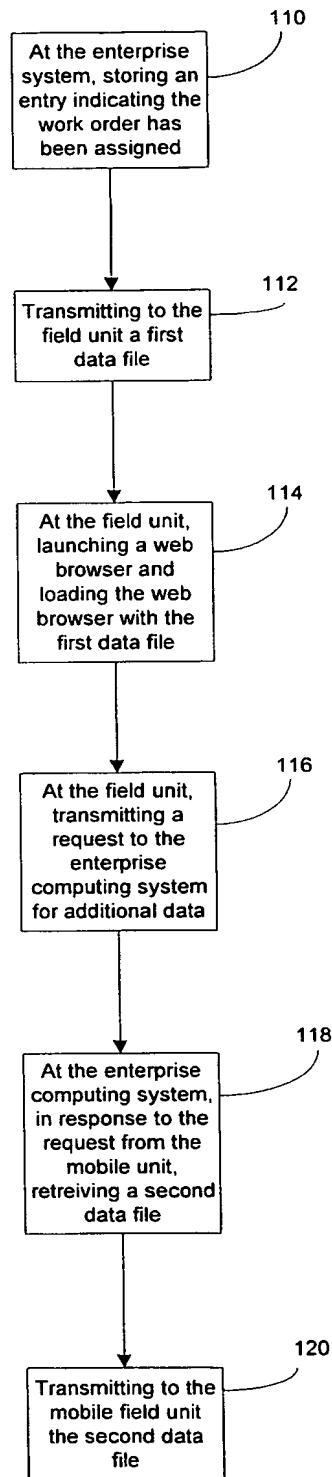 110
At the enterprise
system, storing an
entry indicating the
work order has
been assigned
112
Transmitting to the
field unit a first
data file
114
At the field unit,
launching a web
browser and
loading the web
browser with the
first data file
116
At the field unit,
transmitting a
request to the
enterprise
computing system
for additional data
118
At the enterprise
computing system,
in response to the
request from the
mobile unit,
retreiving a second
data file
120
Transmitting to the
mobile field unit
the second data
file